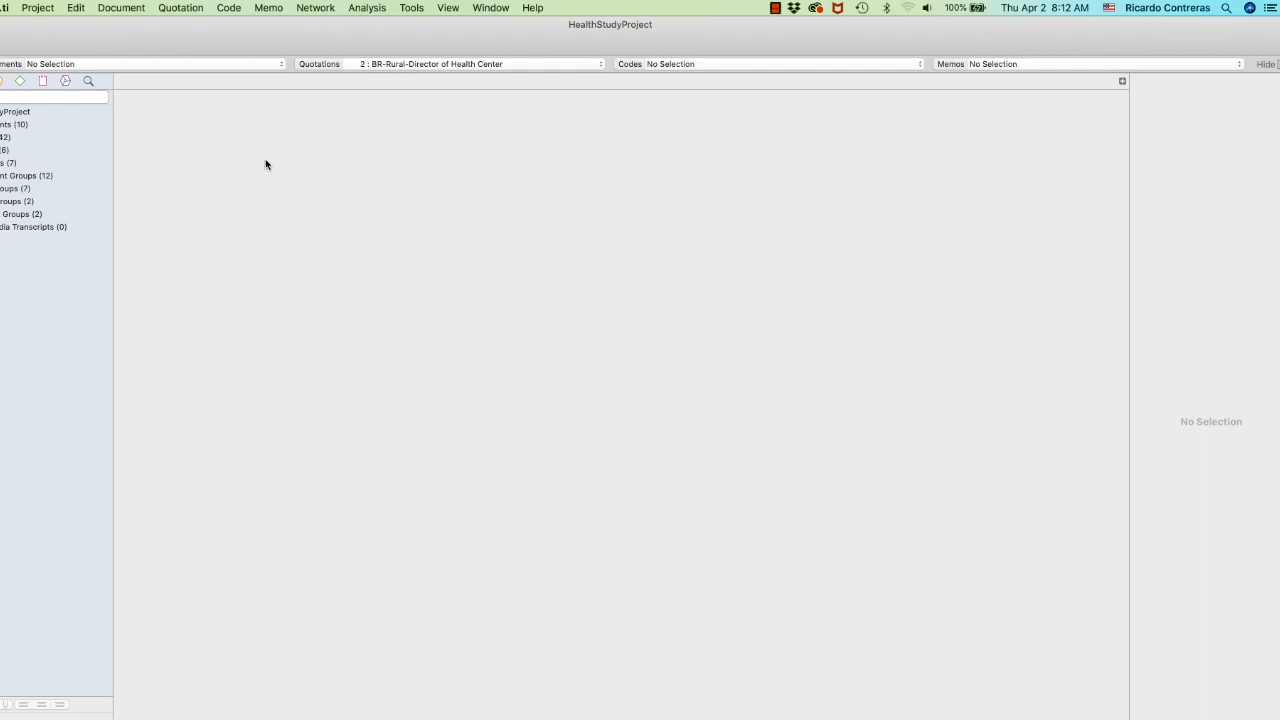 .ti Project Edit Document Quotation Code Memo Network Analysis Tools View Window Help 100% Thu Apr 2 8:12 AM Ricardo Contreras
HealthStudyProject
ments No Selection Quotations 2 : BR-Rural-Director of Health Center Codes No Selection Memos No Selection Hide
yProject
nts (10)
42)
(6)
s (7)
nt Groups (12)
oups (7)
roups (2)
Groups (2)
dia Transcripts (0)
No Selection
U